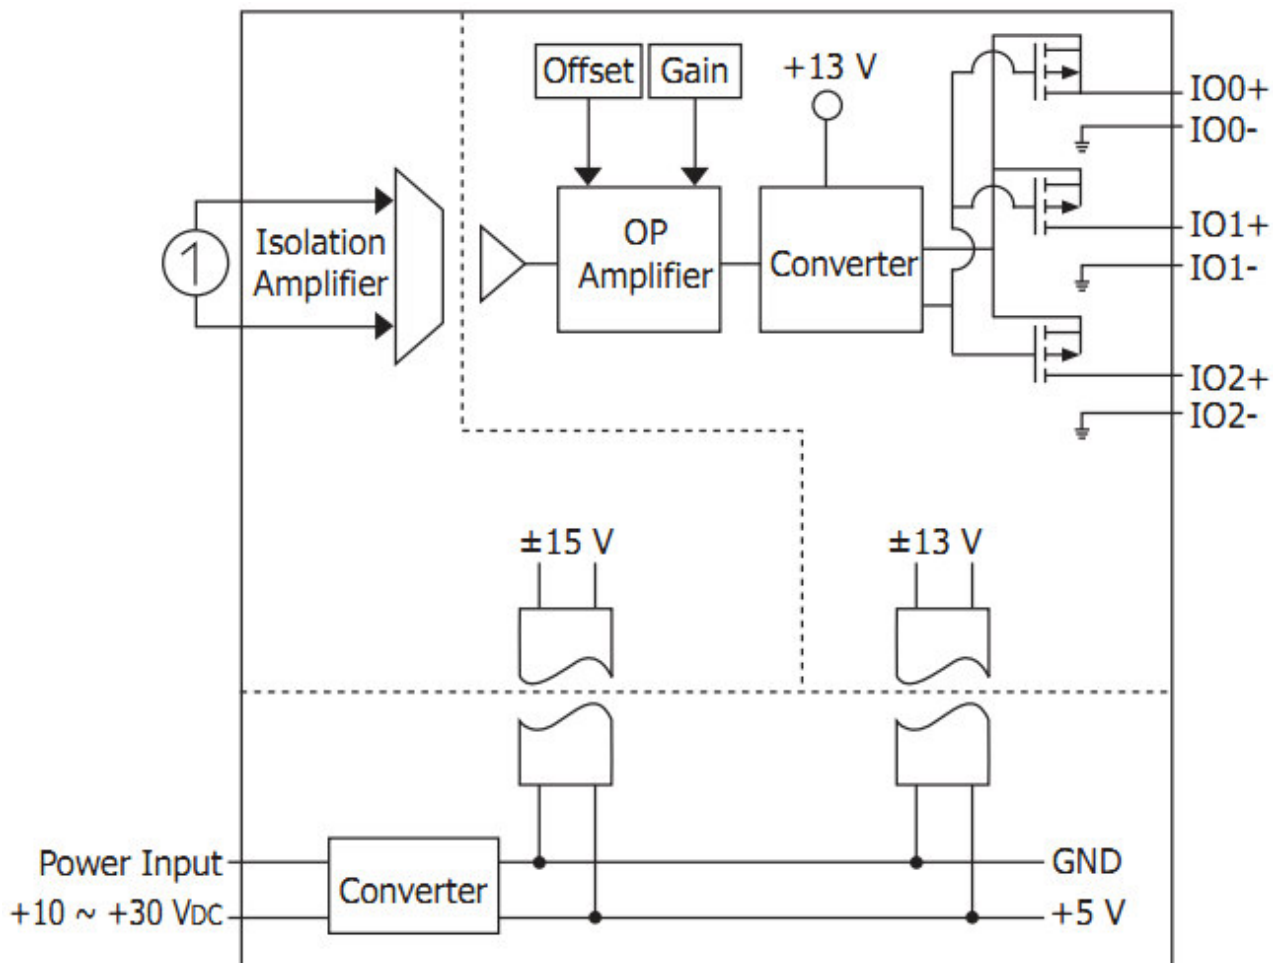 Offset
Gain
+13 V
IO0+
IO0-
Isolation
Amplifier
OP
Amplifier
Converter
IO1+
IO1-
IO2+
IO2-
±15 V
±13 V
Power Input
+10 ~ +30 VDC
Converter
GND
+5 V